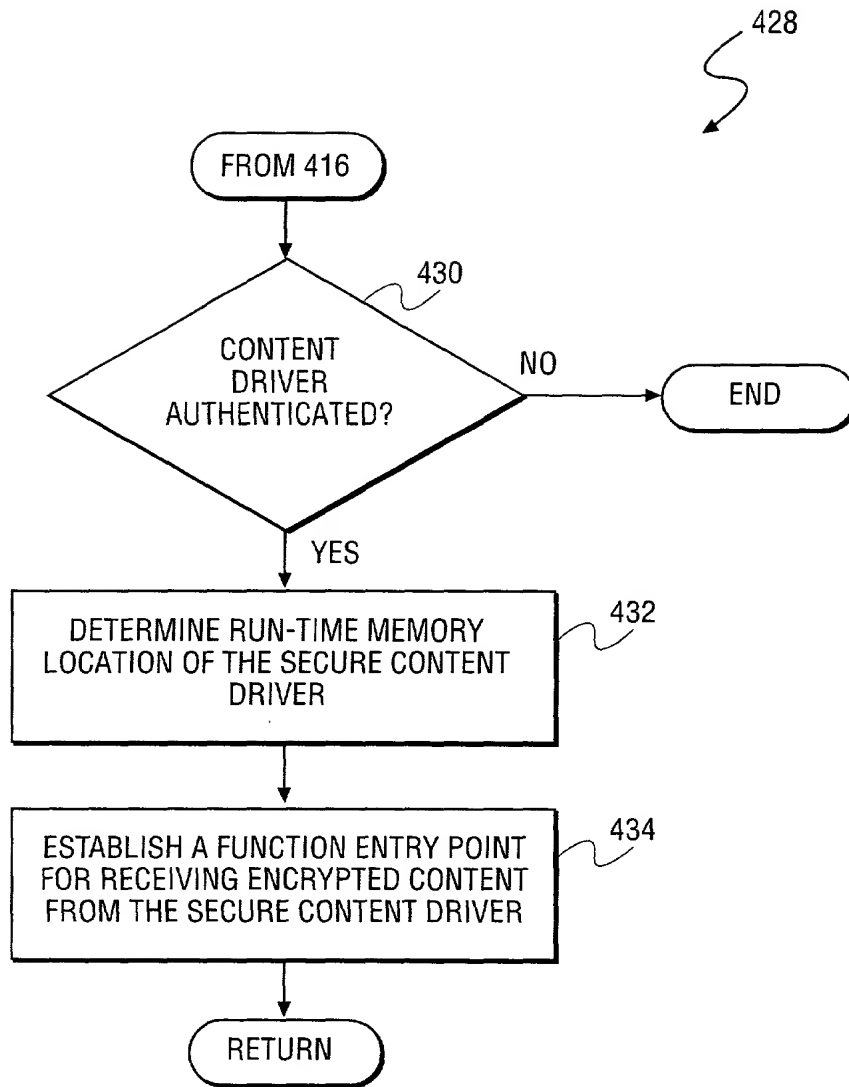 428
FROM 416
430
CONTENT
DRIVER
AUTHENTICATED?
NO
END
YES
432
DETERMINE RUN-TIME MEMORY
LOCATION OF THE SECURE CONTENT
DRIVER
434
ESTABLISH A FUNCTION ENTRY POINT
FOR RECEIVING ENCRYPTED CONTENT
FROM THE SECURE CONTENT DRIVER
RETURN